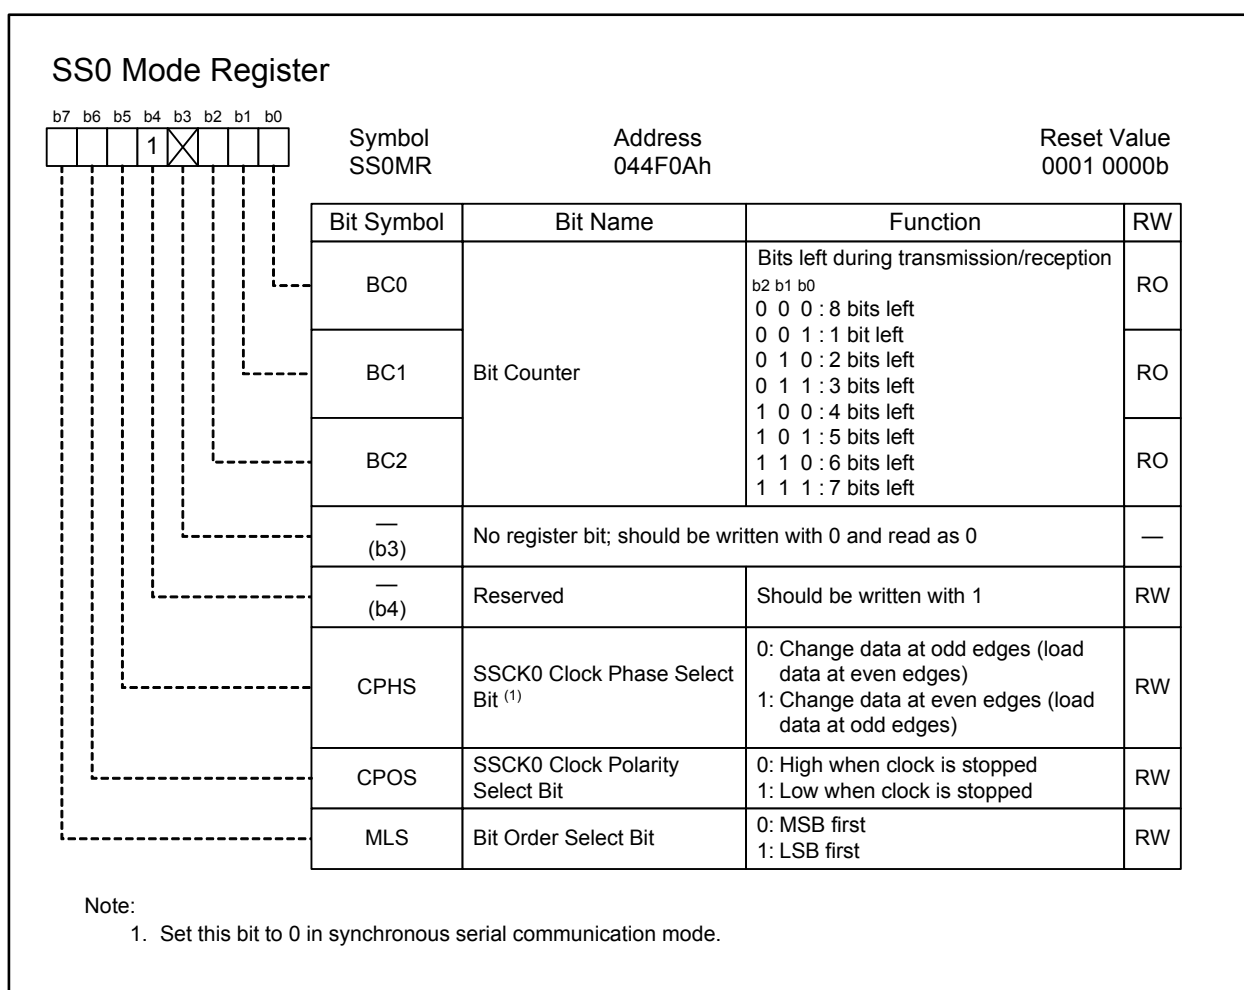 SS0 Mode Register
b7 b6 b5 b4 b3 b2 b1 b0
1
Symbol Address Reset Value
SS0MR 044F0Ah 0001 0000b
Bit Symbol Bit Name Function RW
BC0
BC1
BC2
Bit Counter
Bits left during transmission/reception
b2 b1 b0
0 0 0 : 8 bits left
0 0 1 : 1 bit left
0 1 0 : 2 bits left
0 1 1 : 3 bits left
1 0 0 : 4 bits left
1 0 1 : 5 bits left
1 1 0 : 6 bits left
1 1 1 : 7 bits left
RO
RO
RO
—
(b3)
No register bit; should be written with 0 and read as 0
—
—
(b4)
Reserved
Should be written with 1
RW
CPHS
SSCK0 Clock Phase Select
Bit (1)
0: Change data at odd edges (load
data at even edges)
1: Change data at even edges (load
data at odd edges)
RW
CPOS
SSCK0 Clock Polarity
Select Bit
0: High when clock is stopped
1: Low when clock is stopped
RW
MLS
Bit Order Select Bit
0: MSB first
1: LSB first
RW
Note:
1. Set this bit to 0 in synchronous serial communication mode.